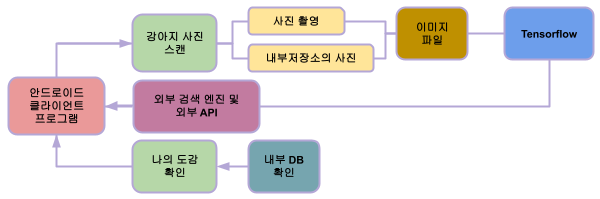 강아지 사진
스캔
사진 촬영
내부저장소의 사진
이미지
파일
Tensorflow
안드로이드
클라이언트
프로그램
외부 검색 엔진 및
외부 API
나의 도감
확인
내부 DB
확인